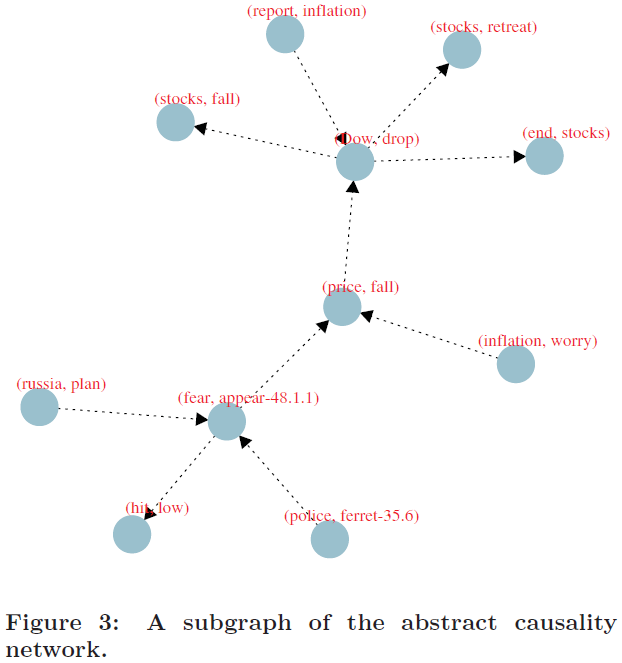 (report, inflation)
(stocks, retreat)
(stocks, fall)
(Dow, drop)
(end, stocks)
(price, fall)
(inflation, worry)
(russia, plan)
(fear, appear-48.1.1)
(hit, low)
(police, ferret-35.6)
Figure 3: A subgraph of the abstract causality
network.